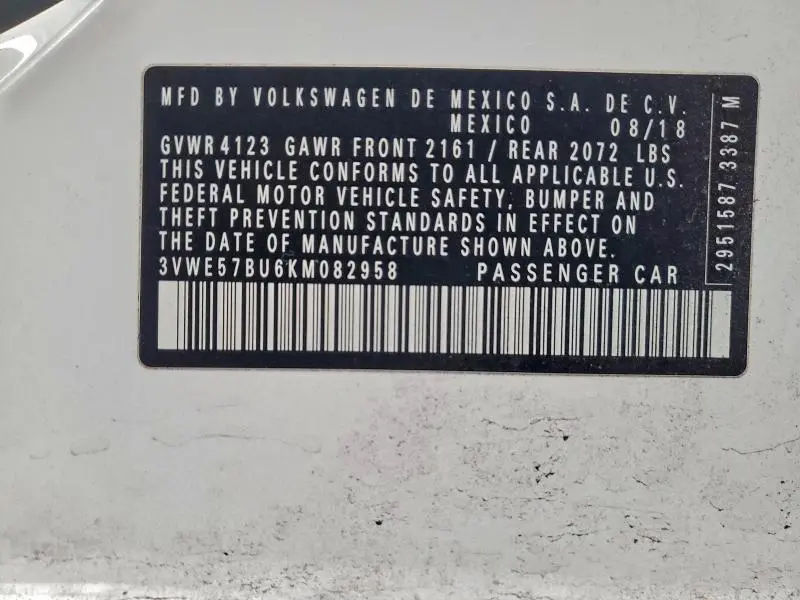 MFD BY VOLKSWAGEN DE MEXICO S.A. DE C.V.
MEXICO 08/18
GVWR 4123 GAWR FRONT 2161 / REAR 2072 LBS
THIS VEHICLE CONFORMS TO ALL APPLICABLE U.S.
FEDERAL MOTOR VEHICLE SAFETY, BUMPER AND
THEFT PREVENTION STANDARDS IN EFFECT ON
THE DATE OF MANUFACTURE SHOWN ABOVE.
3VWE57BU6KM082958 PASSENGER CAR
2951587 3387 M